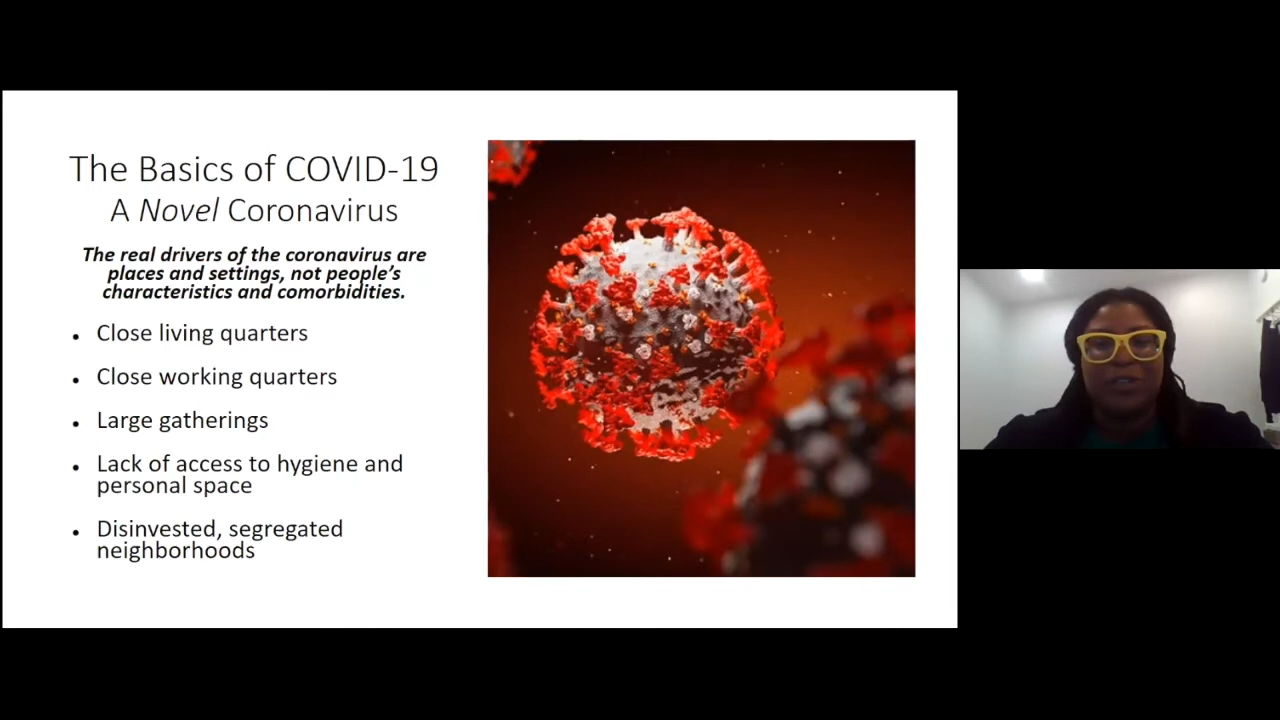 The Basics of COVID-19
A Novel Coronavirus
The real drivers of the coronavirus are
places and settings, not people's
characteristics and comorbidities.
• Close living quarters
• Close working quarters
• Large gatherings
• Lack of access to hygiene and
personal space
• Disinvested, segregated
neighborhoods